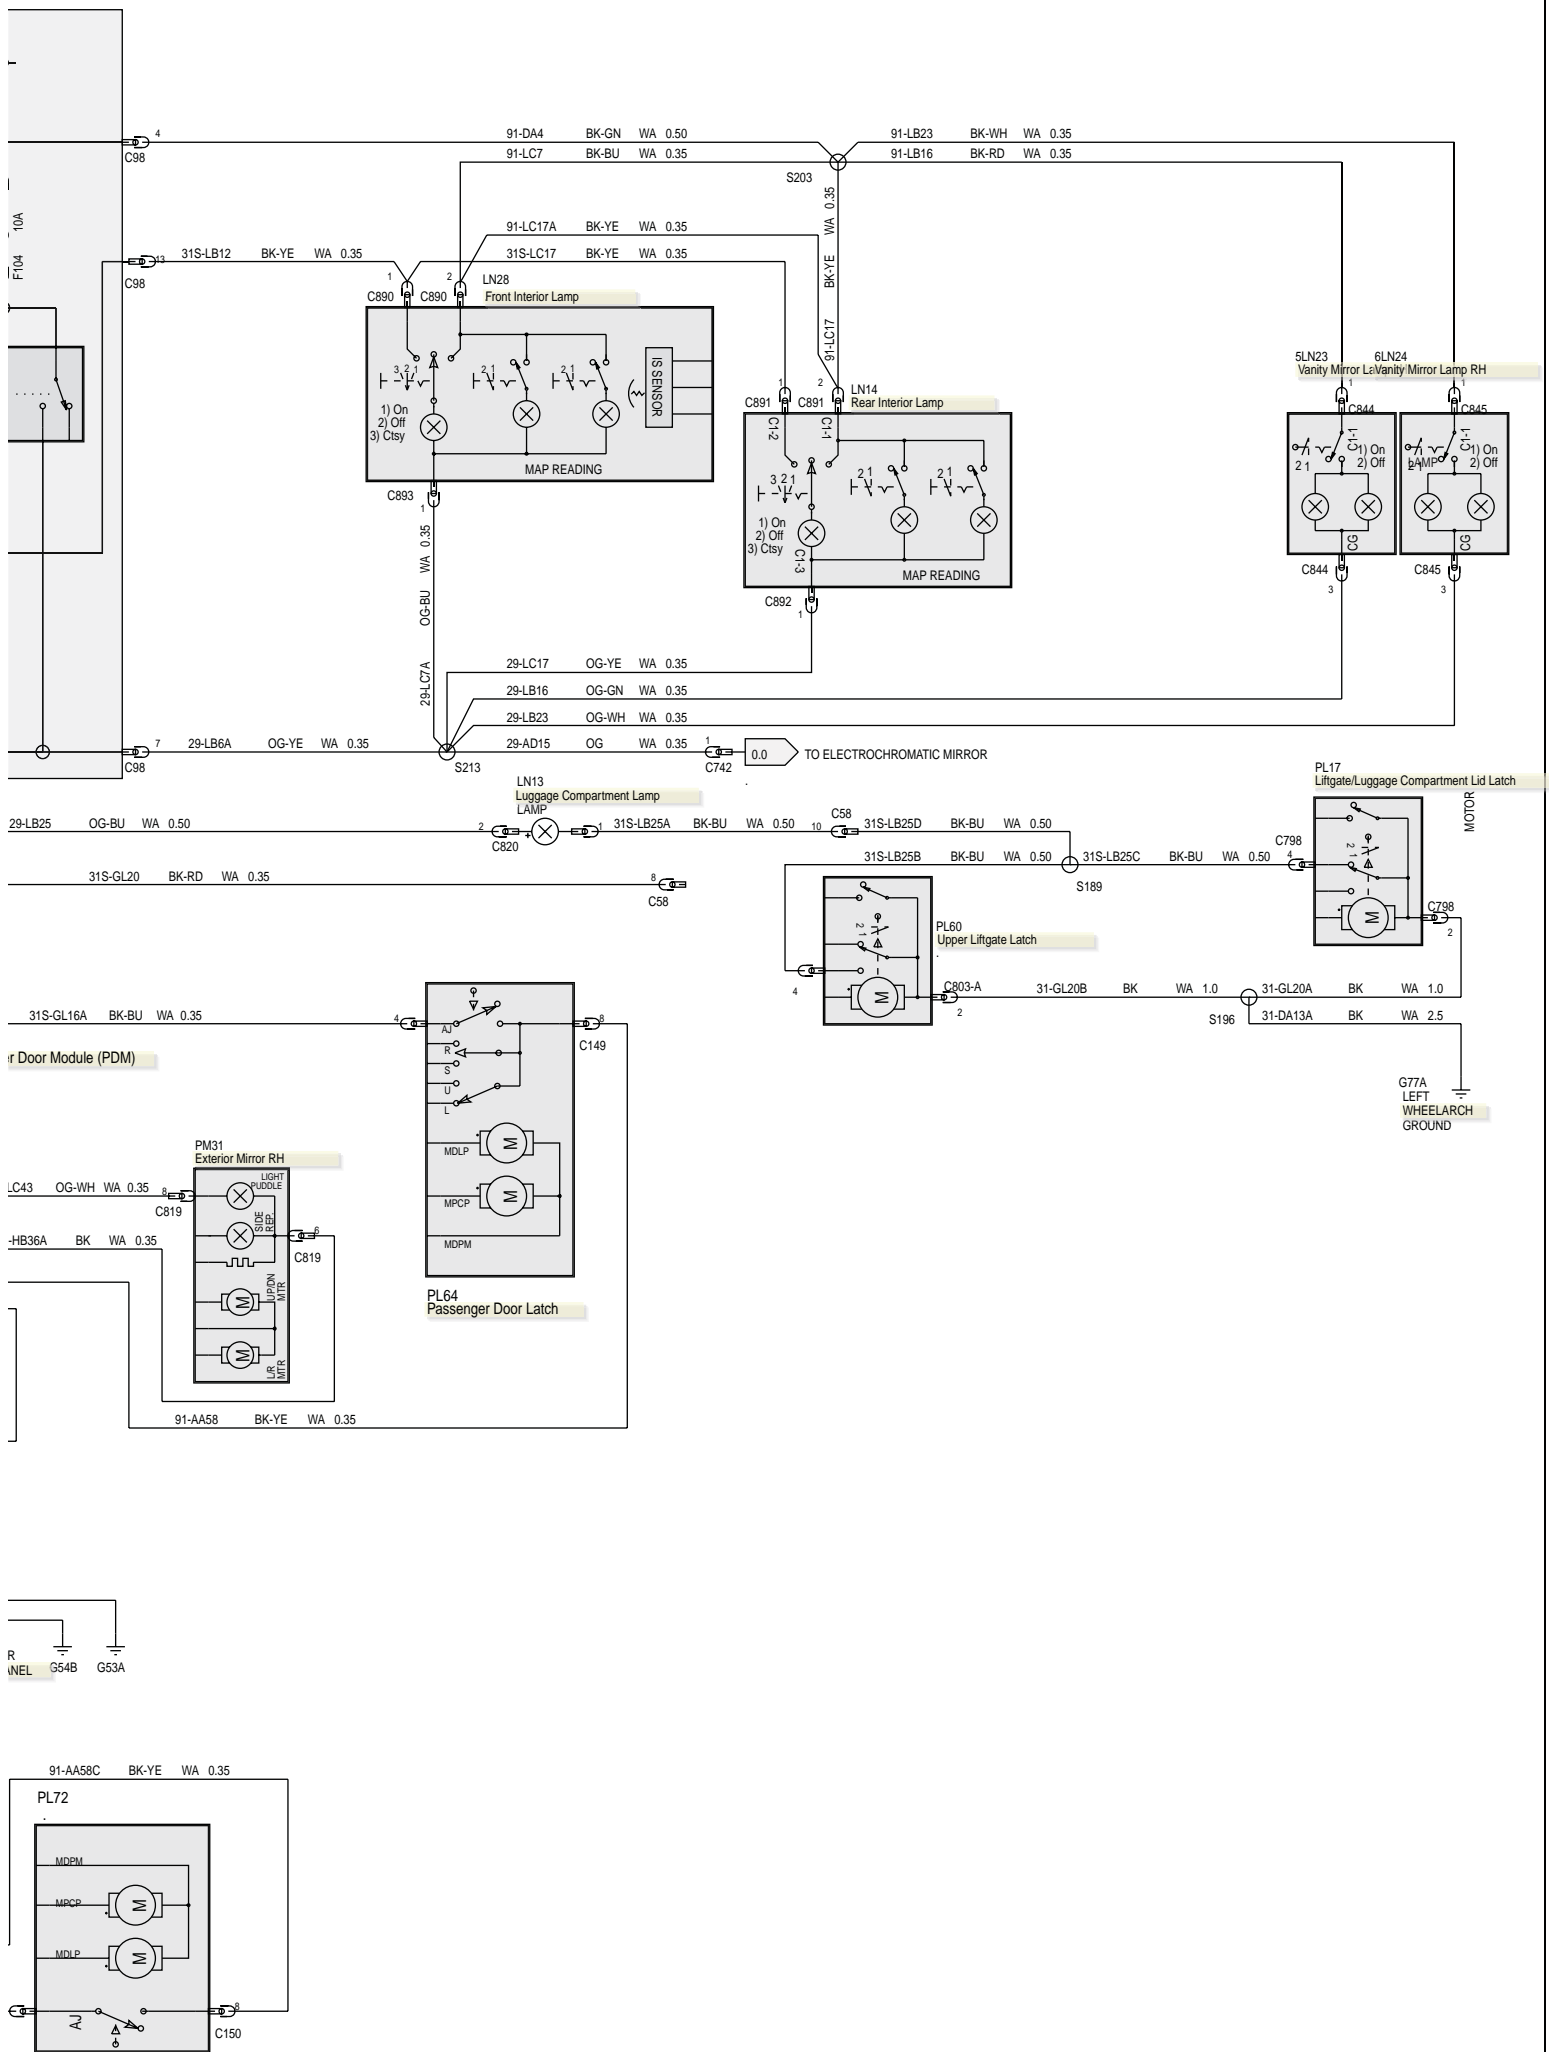 4
91-DA4 BK-GN WA 0.50
91-LB23 BK-WH WA 0.35
C98
91-LC7 BK-BU WA 0.35
91-LB16 BK-RD WA 0.35
S203
F104 10A
91-LC17A BK-YE WA 0.35
91-LC17 BK-YE WA 0.35
13
31S-LB12 BK-YE WA 0.35
31S-LC17 BK-YE WA 0.35
C98
1
2
LN28
C890
C890
Front Interior Lamp
3 2 1
2 1
2 1
IS SENSOR
1) On
2) Off
3) Ctsy
MAP READING
C893
1
29-LC7A OG-BU WA 0.35
1
2
LN14
C891
C891
Rear Interior Lamp
C1-2
C1-1
3 2 1
2 1
2 1
1) On
2) Off
3) Ctsy
C1-3
MAP READING
C892
1
5LN23
6LN24
Vanity Mirror La
Vanity Mirror Lamp RH
1
1
C844
C845
C1-1
C1-1
1) On
2) Off
1) On
2) Off
2 1
2 1
LAMP
CG
CG
C844
C845
3
3
29-LC17 OG-YE WA 0.35
29-LB16 OG-GN WA 0.35
29-LB23 OG-WH WA 0.35
7
29-LB6A OG-YE WA 0.35
29-AD15 OG WA 0.35
1
C98
S213
C742
0.0
TO ELECTROCHROMATIC MIRROR
LN13
Luggage Compartment Lamp
LAMP
29-LB25 OG-BU WA 0.50
2
+
1
C820
31S-LB25A BK-BU WA 0.50
10
C58
31S-LB25D BK-BU WA 0.50
31S-LB25B BK-BU WA 0.50
31S-LB25C BK-BU WA 0.50
S189
PL17
Liftgate/Luggage Compartment Lid Latch
MOTOR
C798
4
2 1
M
C798
2
31S-GL20 BK-RD WA 0.35
8
C58
PL60
Upper Liftgate Latch
2 1
M
4
C803-A
2
31-GL20B BK WA 1.0
31-GL20A BK WA 1.0
S196
31-DA13A BK WA 2.5
G77A
LEFT
WHEELARCH
GROUND
31S-GL16A BK-BU WA 0.35
4
8
AJ
C149
R
S
U
L
MDLP
M
MPCP
M
MDPM
PL64
Passenger Door Latch
r Door Module (PDM)
PM31
Exterior Mirror RH
LIGHT
PUDDLE
LC43 OG-WH WA 0.35
8
C819
SIDE
REP.
-HB36A BK WA 0.35
6
C819
M
UP/DN
MTR
M
L/R
MTR
91-AA58 BK-YE WA 0.35
R
ANEL
G54B
G53A
91-AA58C BK-YE WA 0.35
PL72
MDPM
MPCP
M
MDLP
M
8
AJ
C150